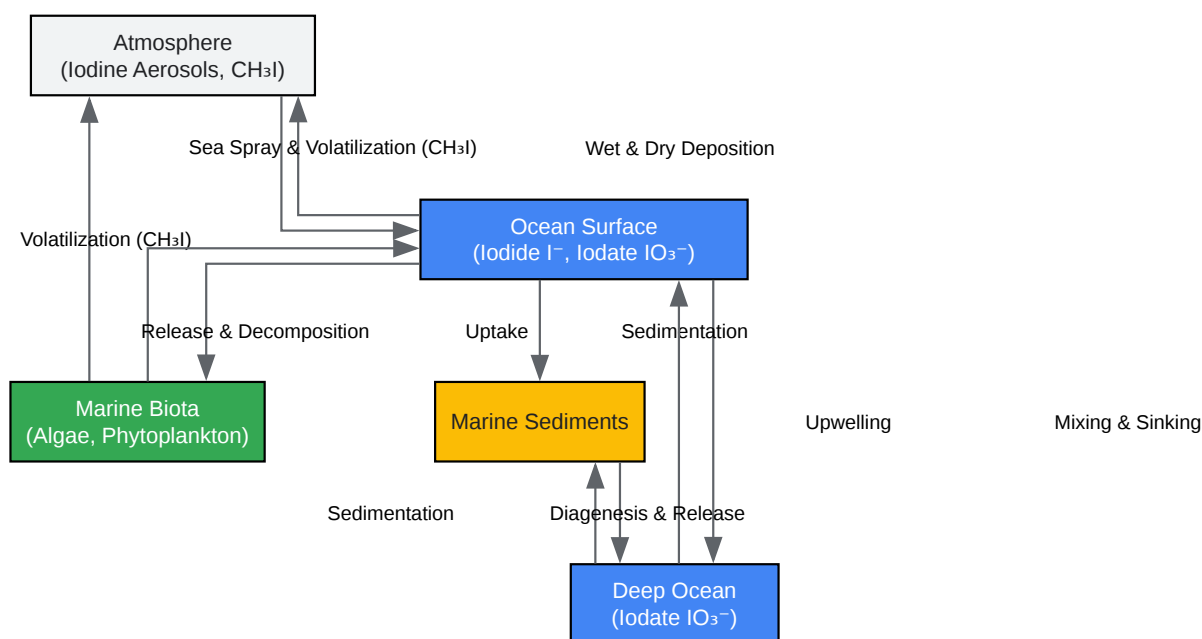 Atmosphere
(Iodine Aerosols, CH₃I)
Sea Spray & Volatilization (CH₃I)
Wet & Dry Deposition
Ocean Surface
(Iodide I⁻, Iodate IO₃⁻)
Volatilization (CH₃I)
Release & Decomposition
Uptake
Sedimentation
Marine Biota
(Algae, Phytoplankton)
Marine Sediments
Upwelling
Mixing & Sinking
Sedimentation
Diagenesis & Release
Deep Ocean
(Iodate IO₃⁻)